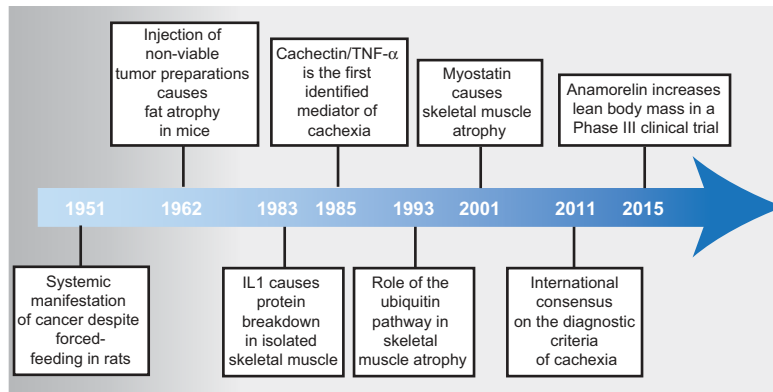 Injection of
non-viable
tumor preparations
causes
fat atrophy
in mice
Cachectin/TNF-α
is the first
identified
mediator of
cachexia
Myostatin
causes
skeletal muscle
atrophy
Anamorelin increases
lean body mass in a
Phase III clinical trial
1951 1962 1983 1985 1993 2001 2011 2015
Systemic
manifestation
of cancer despite
forced-
feeding in rats
IL1 causes
protein
breakdown
in isolated
skeletal muscle
Role of the
ubiquitin
pathway in
skeletal
muscle atrophy
International
consensus
on the diagnostic
criteria
of cachexia